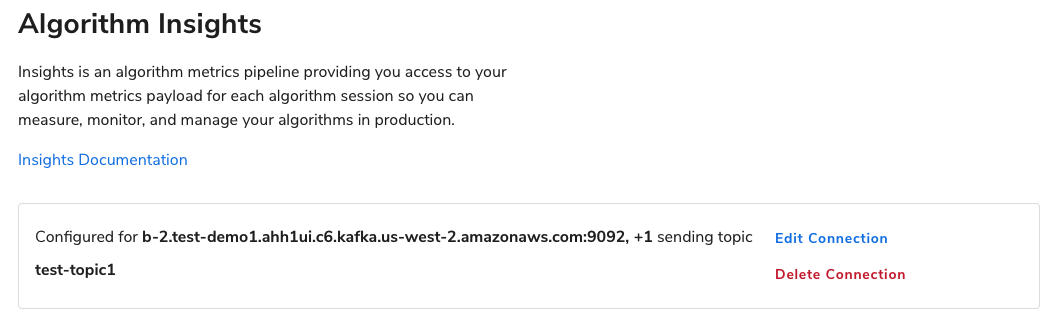 Algorithm Insights
Insights is an algorithm metrics pipeline providing you access to your
algorithm metrics payload for each algorithm session so you can
measure, monitor, and manage your algorithms in production.
Insights Documentation
Configured for b-2.test-demo1.ahh1ui.c6.kafka.us-west-2.amazonaws.com:9092, +1 sending topic
test-topic1
Edit Connection
Delete Connection